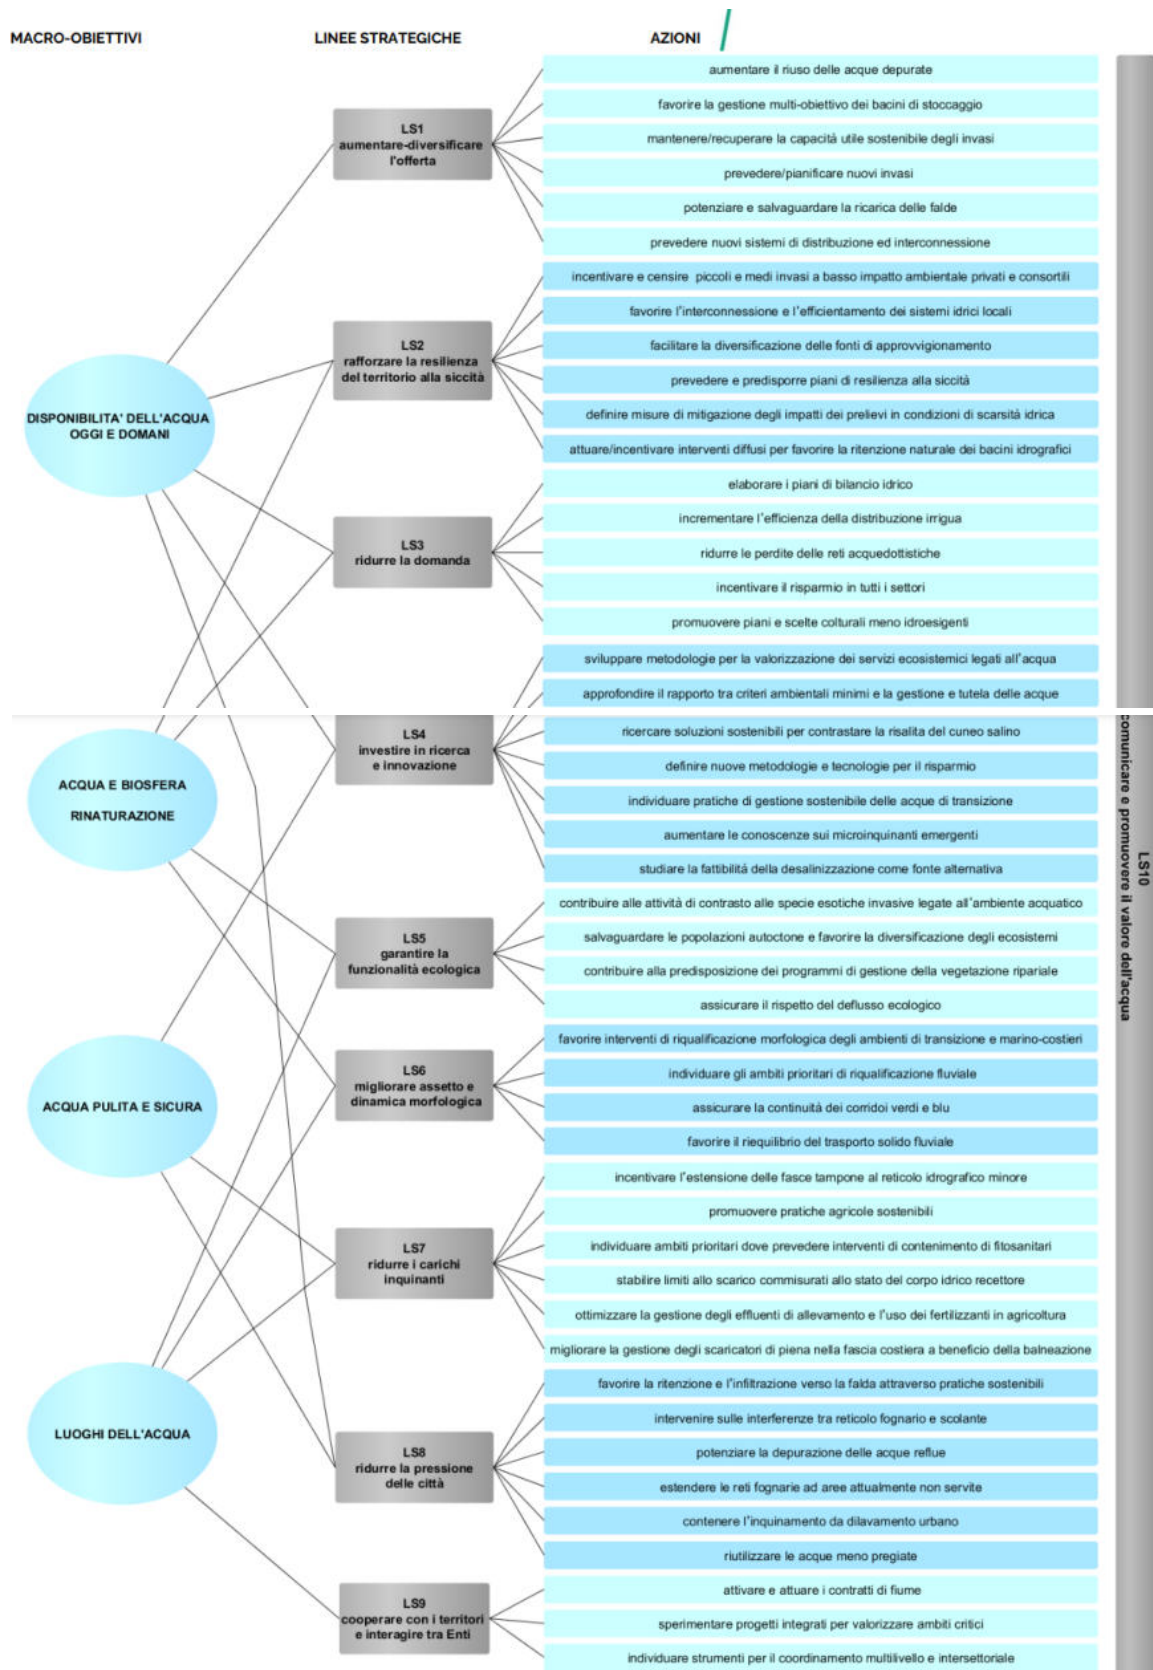 MACRO-OBIETTIVI
LINEE STRATEGICHE
AZIONI
DISPONIBILITA' DELL'ACQUA
OGGI E DOMANI
ACQUA E BIOSFERA
RINATURAZIONE
ACQUA PULITA E SICURA
LUOGHI DELL'ACQUA
LS1
aumentare-diversificare
l'offerta
aumentare il riuso delle acque depurate
favorire la gestione multi-obiettivo dei bacini di stoccaggio
mantenere/recuperare la capacità utile sostenibile degli invasi
prevedere/pianificare nuovi invasi
potenziare e salvaguardare la ricarica delle falde
prevedere nuovi sistemi di distribuzione ed interconnessione
LS2
rafforzare la resilienza
del territorio alla siccità
incentivare e censire piccoli e medi invasi a basso impatto ambientale privati e consortili
favorire l'interconnessione e l'efficientamento dei sistemi idrici locali
facilitare la diversificazione delle fonti di approvvigionamento
prevedere e predisporre piani di resilienza alla siccità
definire misure di mitigazione degli impatti dei prelievi in condizioni di scarsità idrica
attuare/incentivare interventi diffusi per favorire la ritenzione naturale dei bacini idrografici
LS3
ridurre la domanda
elaborare i piani di bilancio idrico
incrementare l'efficienza della distribuzione irrigua
ridurre le perdite delle reti acquedottistiche
incentivare il risparmio in tutti i settori
promuovere piani e scelte colturali meno idroesigenti
LS4
investire in ricerca
e innovazione
sviluppare metodologie per la valorizzazione dei servizi ecosistemici legati all'acqua
approfondire il rapporto tra criteri ambientali minimi e la gestione e tutela delle acque
ricercare soluzioni sostenibili per contrastare la risalita del cuneo salino
definire nuove metodologie e tecnologie per il risparmio
individuare pratiche di gestione sostenibile delle acque di transizione
aumentare le conoscenze sui microinquinanti emergenti
studiare la fattibilità della desalinizzazione come fonte alternativa
LS5
garantire la
funzionalità ecologica
contribuire alle attività di contrasto alle specie esotiche invasive legate all'ambiente acquatico
salvaguardare le popolazioni autoctone e favorire la diversificazione degli ecosistemi
contribuire alla predisposizione dei programmi di gestione della vegetazione ripariale
assicurare il rispetto del deflusso ecologico
LS6
migliorare assetto e
dinamica morfologica
favorire interventi di riqualificazione morfologica degli ambienti di transizione e marino-costieri
individuare gli ambiti prioritari di riqualificazione fluviale
assicurare la continuità dei corridoi verdi e blu
favorire il riequilibrio del trasporto solido fluviale
LS7
ridurre i carichi
inquinanti
incentivare l'estensione delle fasce tampone al reticolo idrografico minore
promuovere pratiche agricole sostenibili
individuare ambiti prioritari dove prevedere interventi di contenimento di fitosanitari
stabilire limiti allo scarico commisurati allo stato del corpo idrico recettore
ottimizzare la gestione degli effluenti di allevamento e l'uso dei fertilizzanti in agricoltura
migliorare la gestione degli scaricatori di piena nella fascia costiera a beneficio della balneazione
LS8
ridurre la pressione
delle città
favorire la ritenzione e l'infiltrazione verso la falda attraverso pratiche sostenibili
intervenire sulle interferenze tra reticolo fognario e scolante
potenziare la depurazione delle acque reflue
estendere le reti fognarie ad aree attualmente non servite
contenere l'inquinamento da dilavamento urbano
riutilizzare le acque meno pregiate
LS9
cooperare con i territori
e interagire tra Enti
attivare e attuare i contratti di fiume
sperimentare progetti integrati per valorizzare ambiti critici
individuare strumenti per il coordinamento multilivello e intersettoriale
LS10
comunicare e promuovere il valore dell'acqua